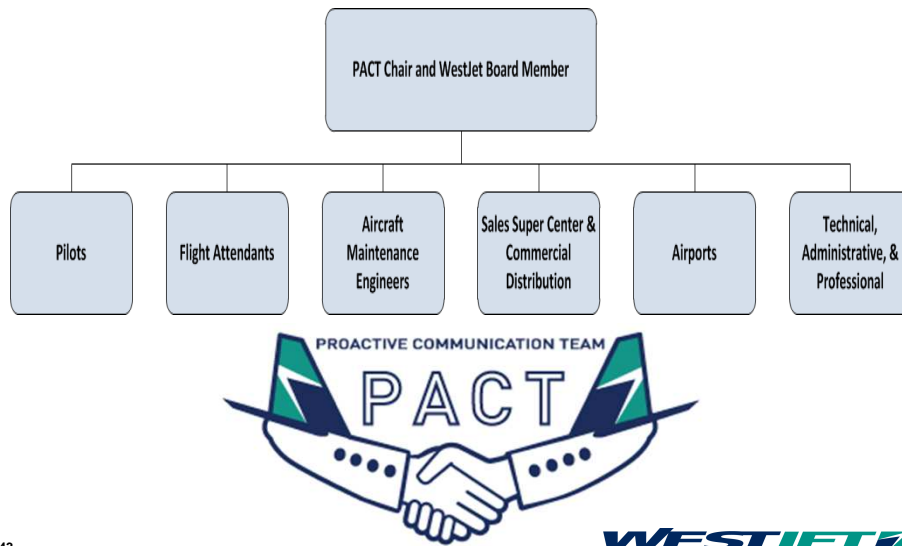 PACT Chair and WestJet Board Member
Pilots
Flight Attendants
Aircraft
Maintenance
Engineers
Sales Super Center &
Commercial
Distribution
Airports
Technical,
Administrative, &
Professional
PROACTIVE COMMUNICATION TEAM
PACT
WESTJET